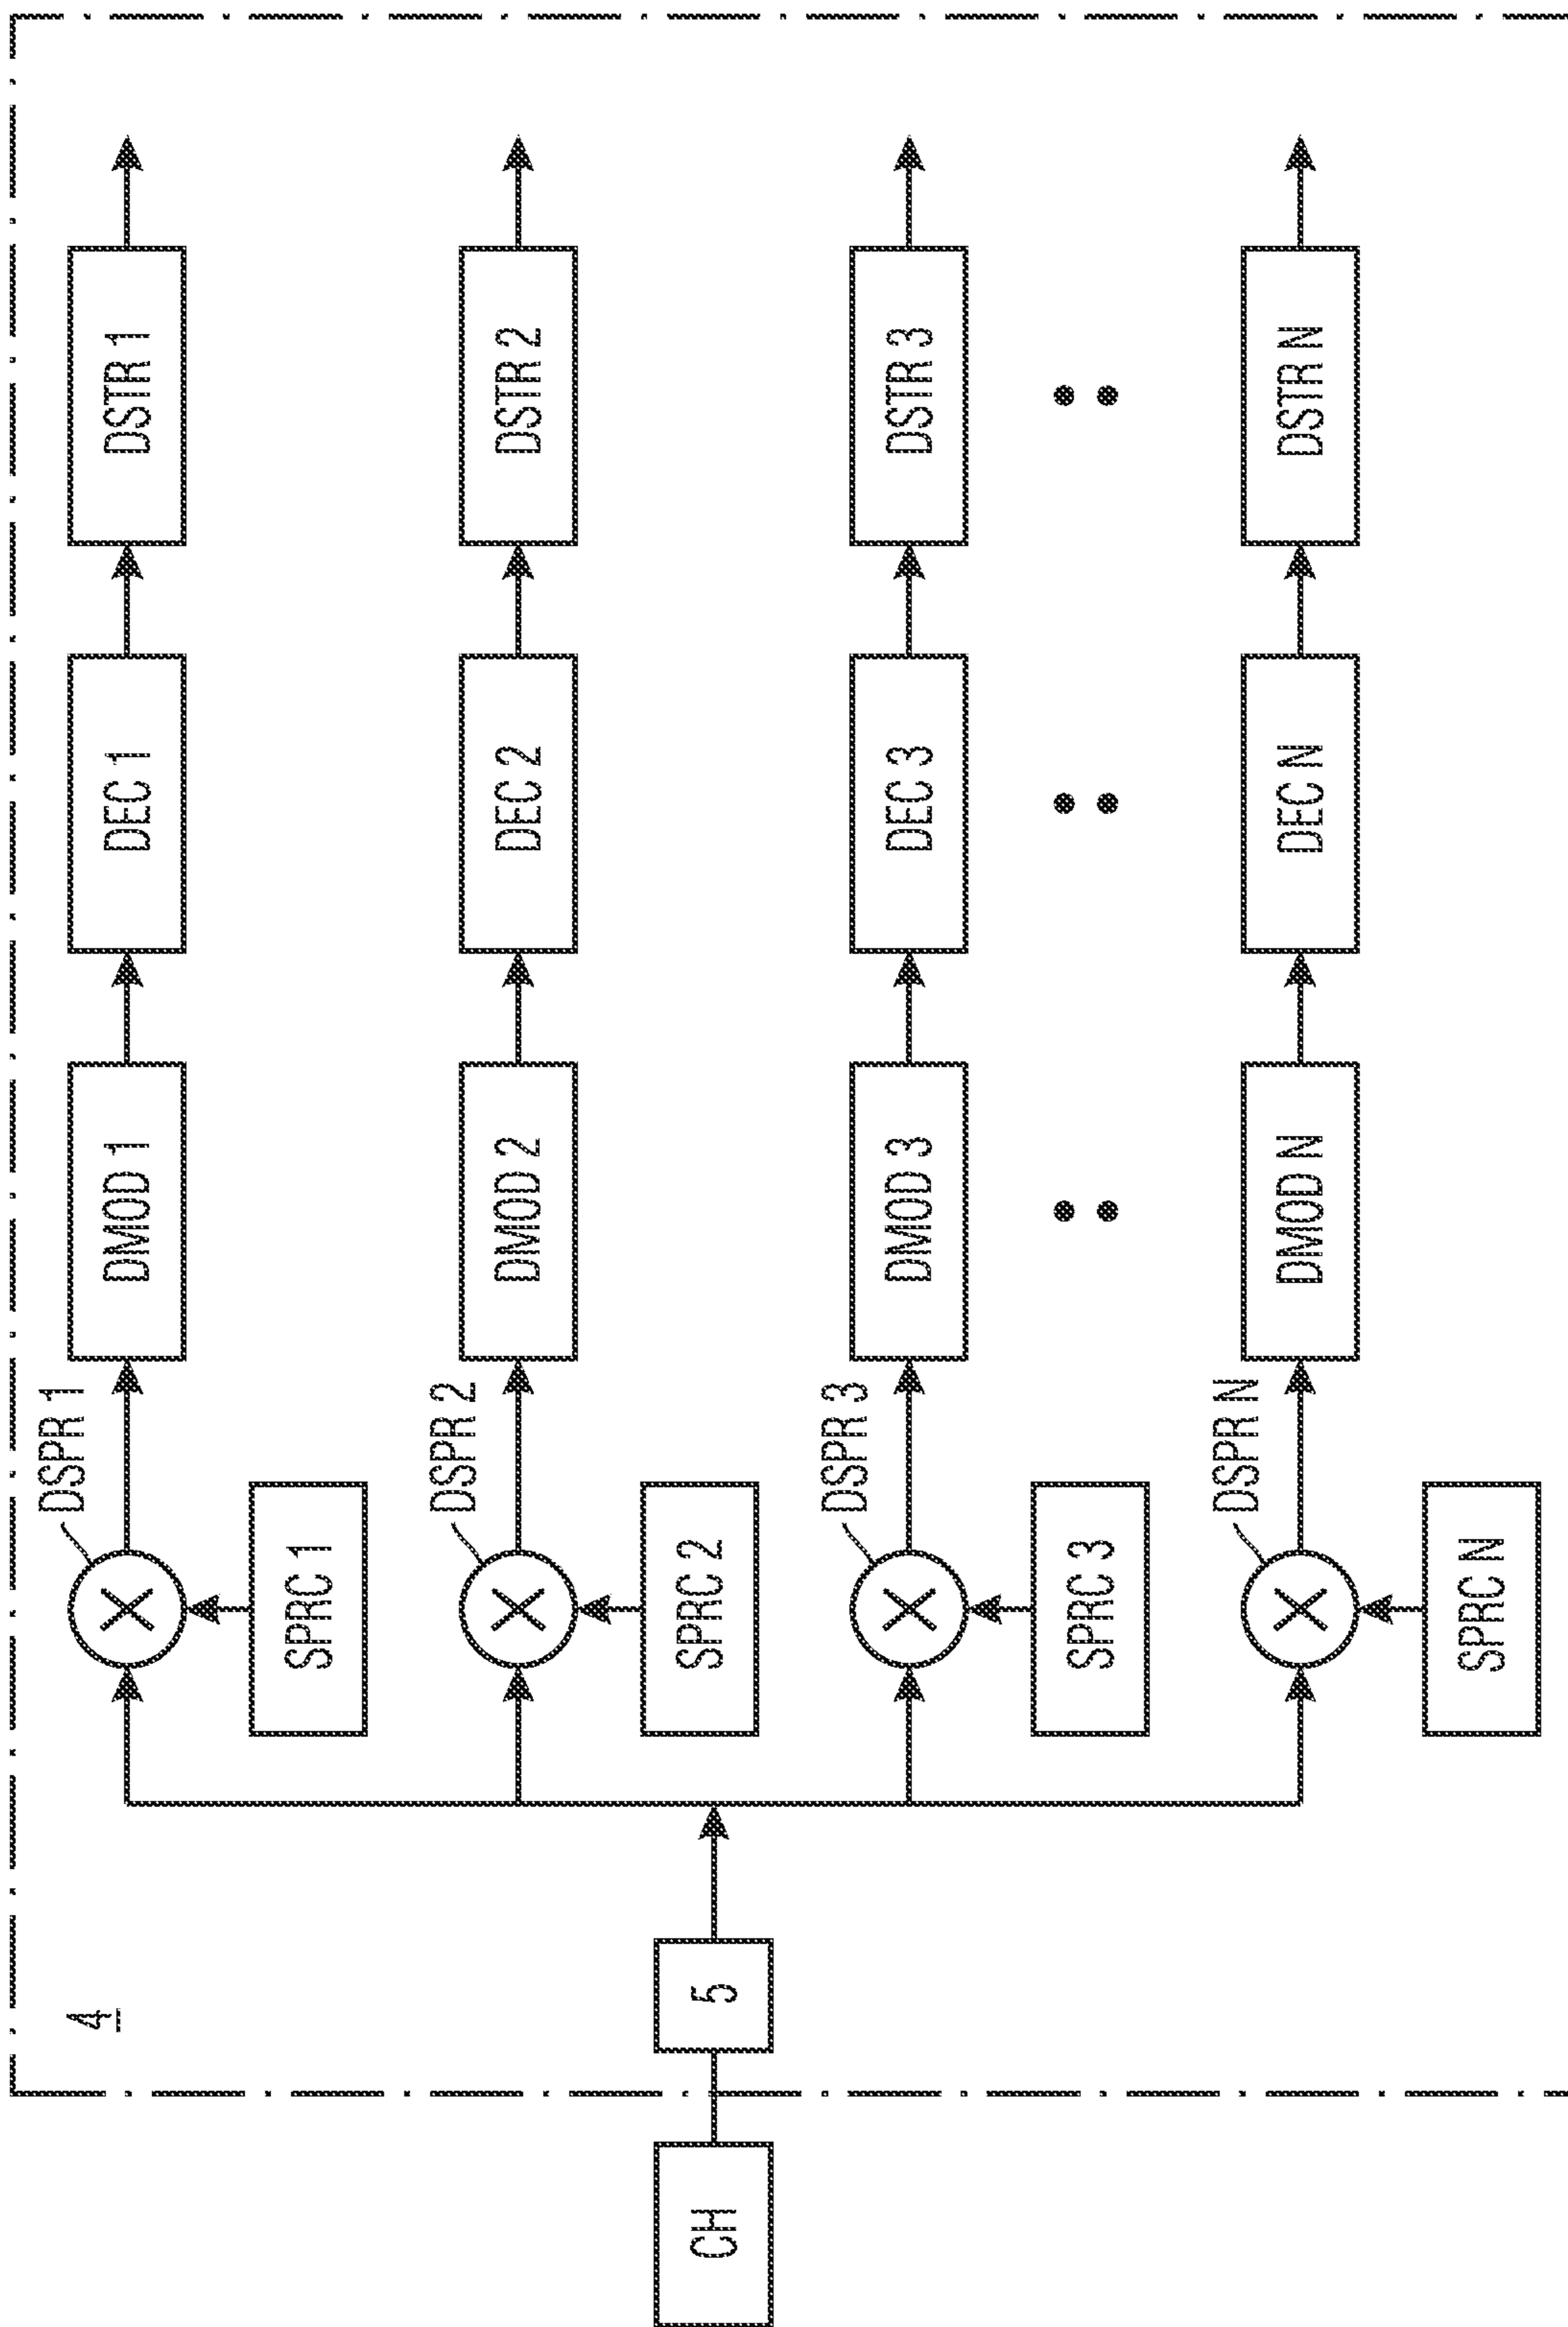 4
CH
5
DSPR 1
SPRC 1
DMOD 1
DEC 1
DSTR 1
DSPR 2
SPRC 2
DMOD 2
DEC 2
DSTR 2
DSPR 3
SPRC 3
DMOD 3
DEC 3
DSTR 3
DSPR N
SPRC N
DMOD N
DEC N
DSTR N